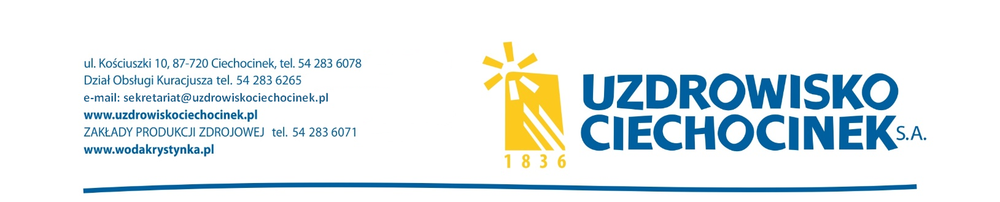 ul. Kościuszki 10, 87-720 Ciechocinek, tel. 54 283 6078
Dział Obsługi Kuracjusza tel. 54 283 6265
e-mail: sekretariat@uzdrowiskociechocinek.pl
www.uzdrowiskociechocinek.pl
ZAKŁADY PRODUKCJI ZDROJOWEJ tel. 54 283 6071
www.wodakrystynka.pl
UZDROWISKO
CIECHOCINEK S.A.
1836